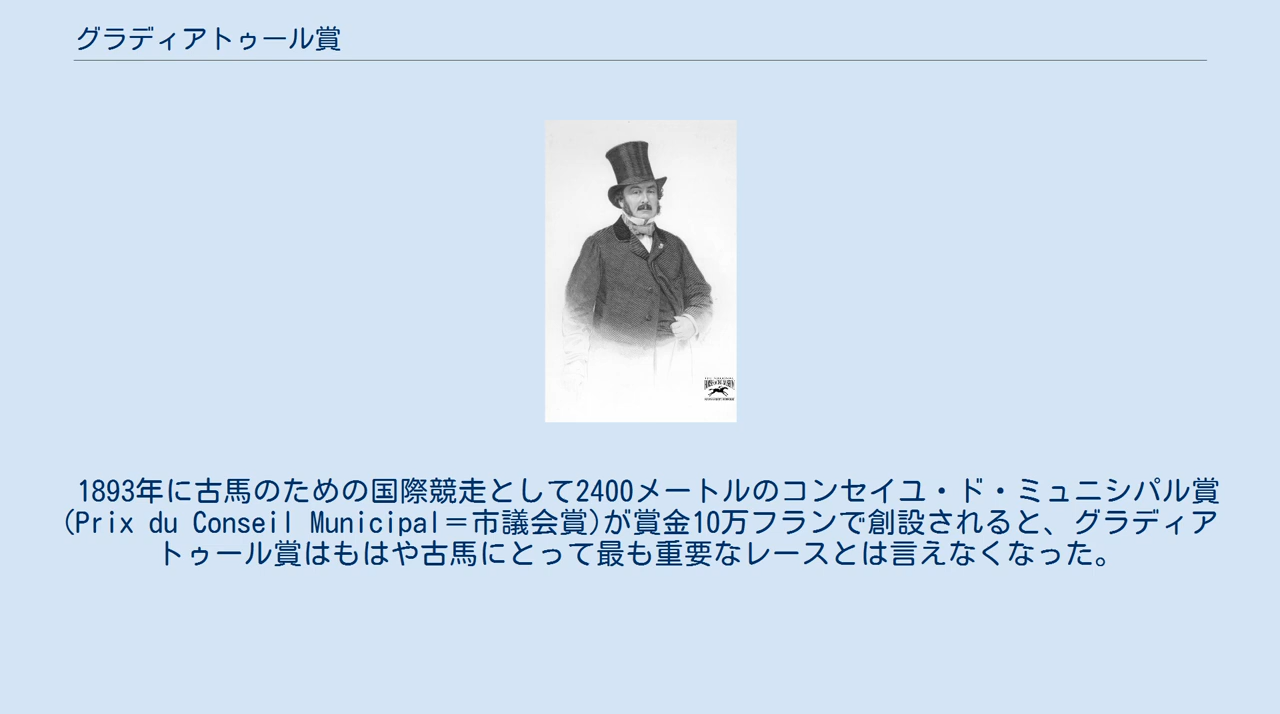 グラディアトゥール賞
1893年に古馬のための国際競走として2400メートルのコンセイユ・ド・ミュニシパル賞
(Prix du Conseil Municipal＝市議会賞)が賞金10万フランで創設されると、グラディア
トゥール賞はもはや古馬にとって最も重要なレースとは言えなくなった。